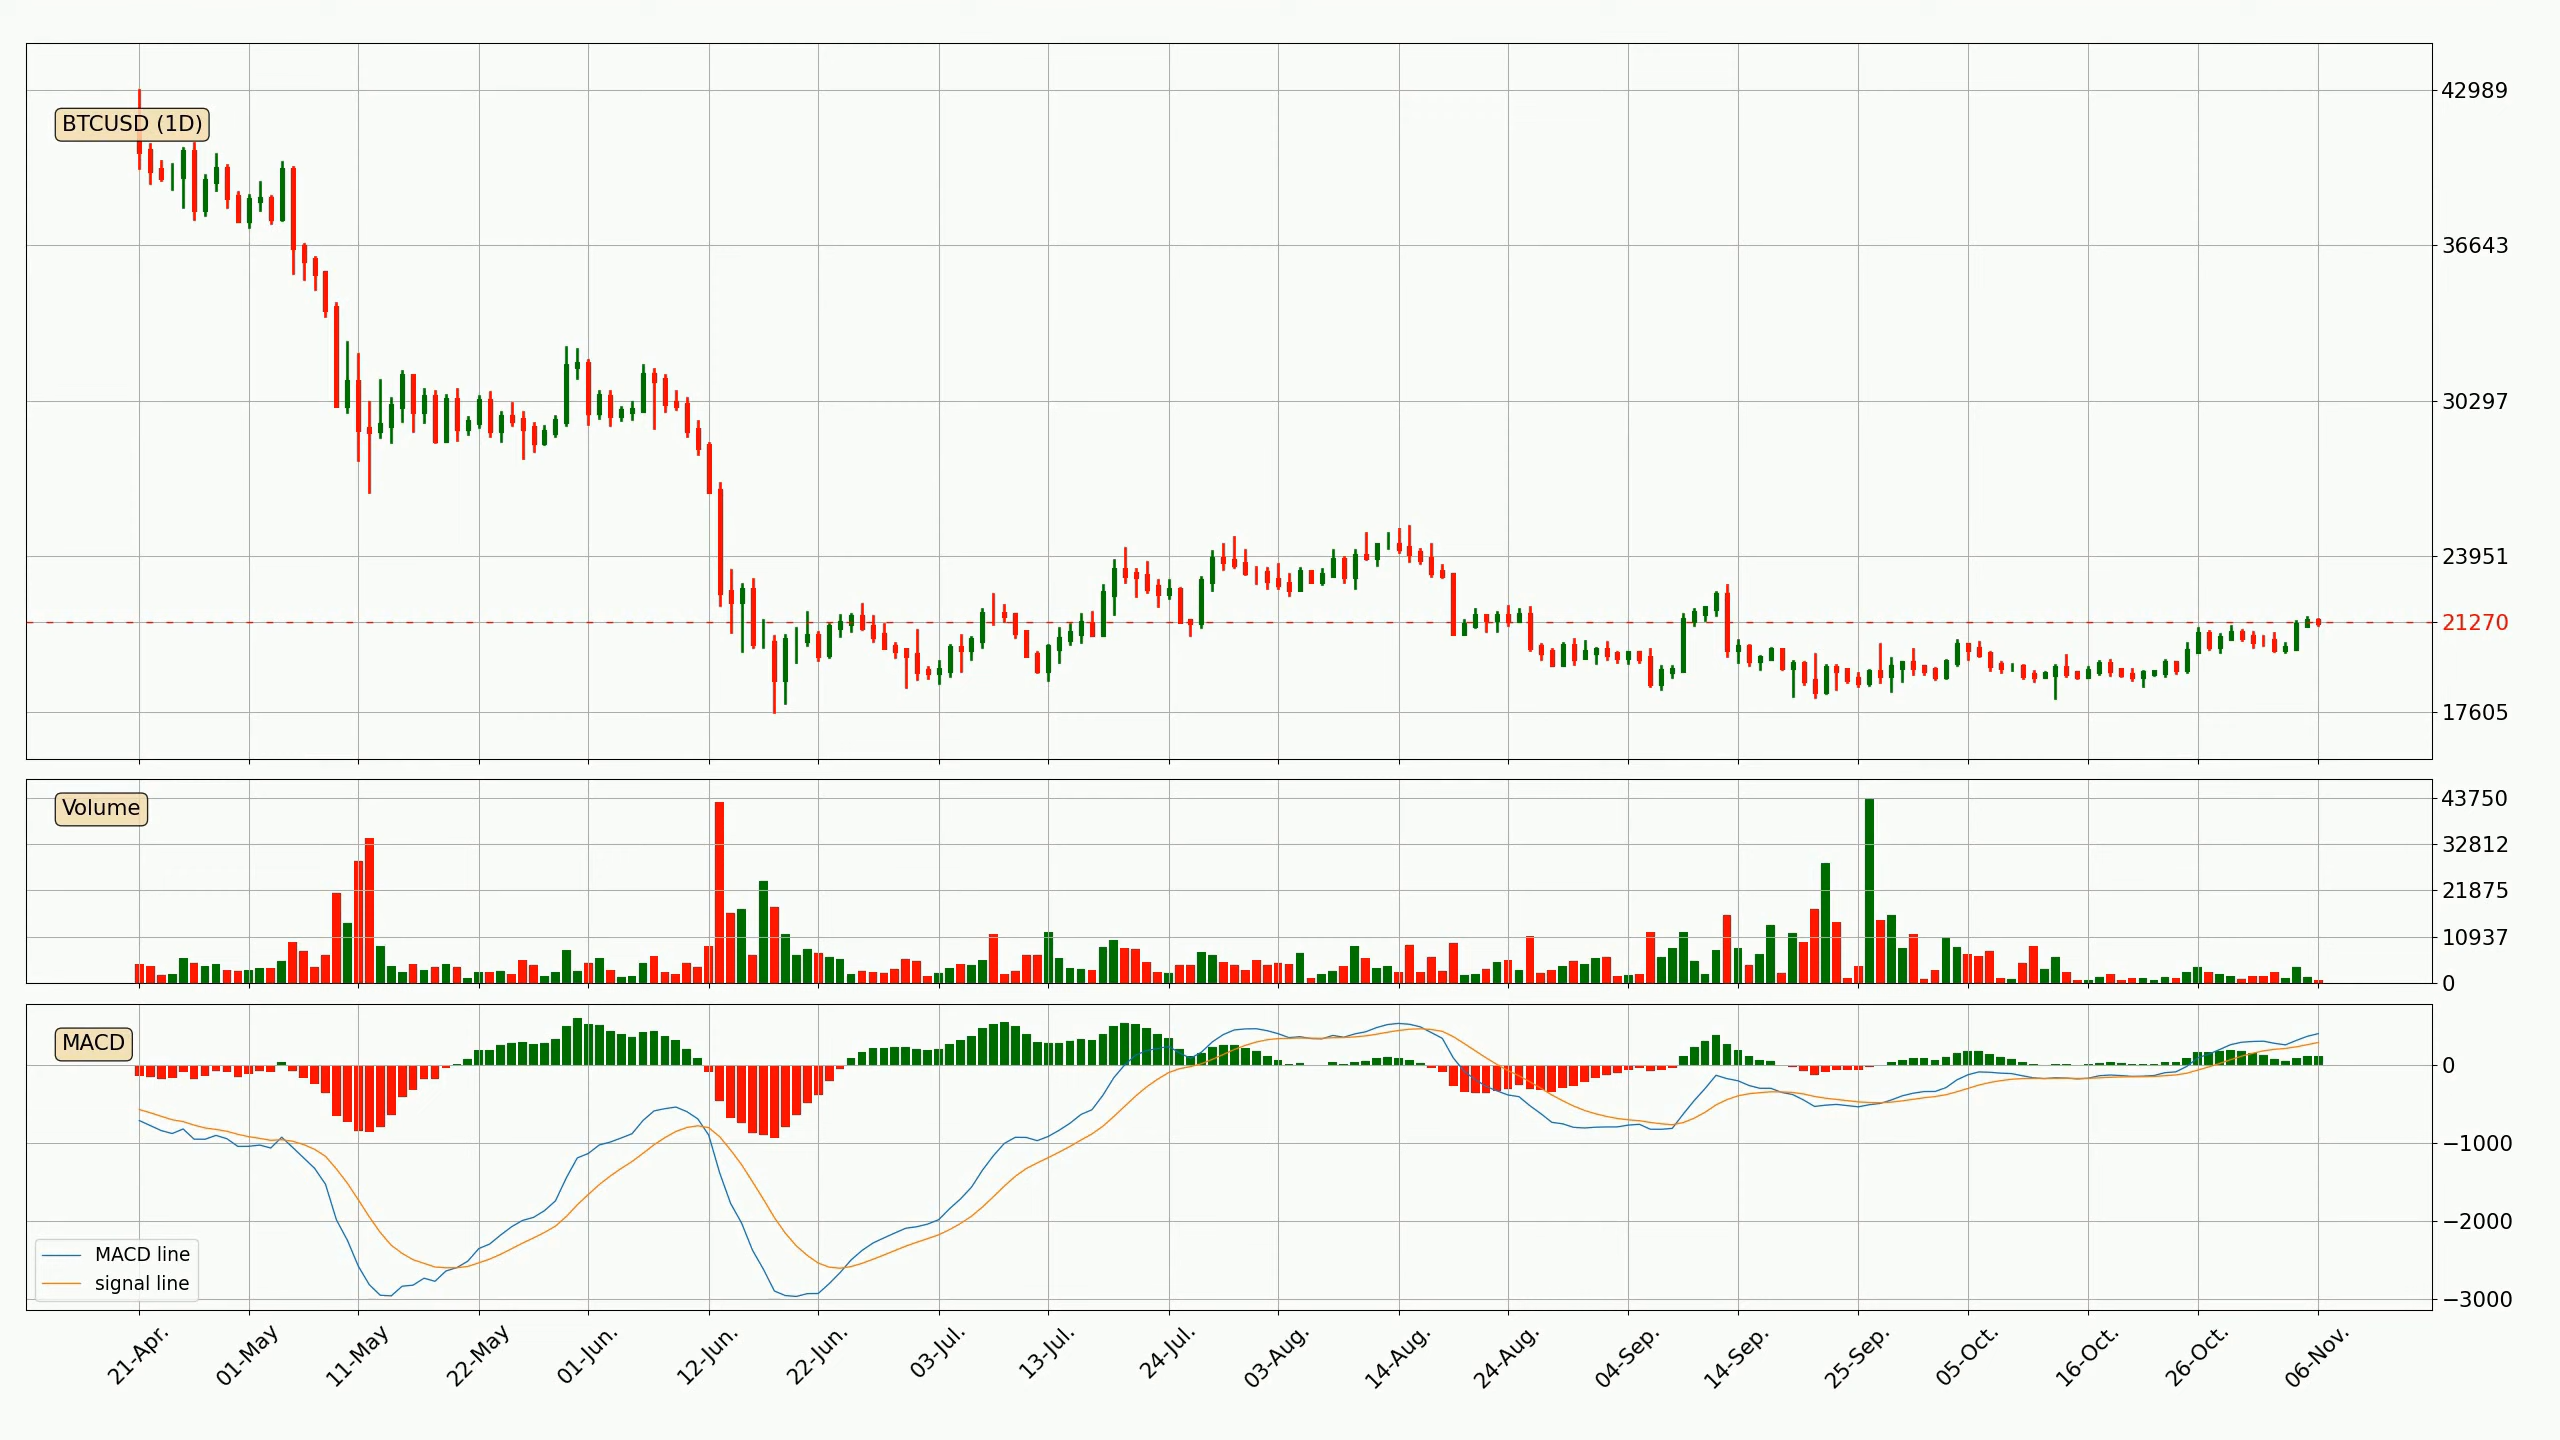 BTCUSD (1D)
42989
36643
30297
23951
21270
17605
Volume
43750
32812
21875
10937
0
MACD
0
−1000
−2000
−3000
MACD line
signal line
21-Apr.
01-May
11-May
22-May
01-Jun.
12-Jun.
22-Jun.
03-Jul.
13-Jul.
24-Jul.
03-Aug.
14-Aug.
24-Aug.
04-Sep.
14-Sep.
25-Sep.
05-Oct.
16-Oct.
26-Oct.
06-Nov.